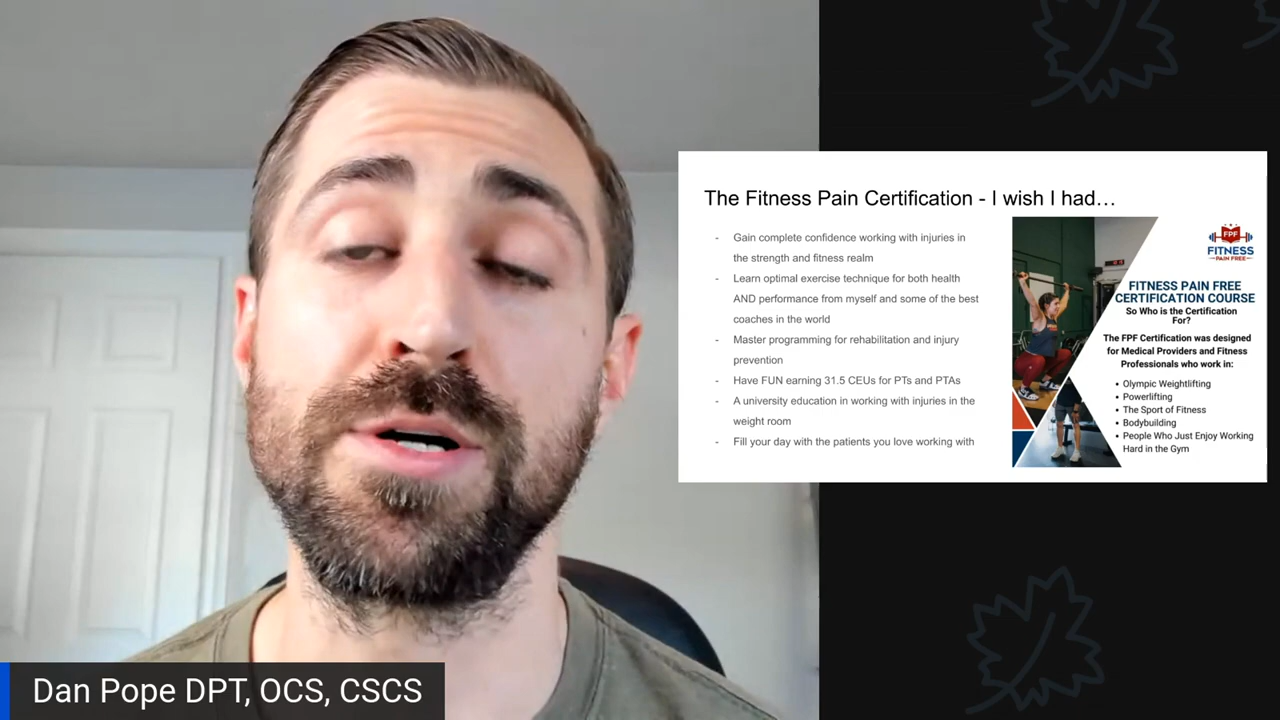 The Fitness Pain Certification - I wish I had...
- Gain complete confidence working with injuries in
the strength and fitness realm
- Learn optimal exercise technique for both health
AND performance from myself and some of the best
coaches in the world
- Master programming for rehabilitation and injury
prevention
- Have FUN earning 31.5 CEUs for PTs and PTAs
- A university education in working with injuries in the
weight room
- Fill your day with the patients you love working with
FPF
FITNESS
PAIN FREE
FITNESS PAIN FREE
CERTIFICATION COURSE
So Who is the Certification
For?
The FPF Certification was designed
for Medical Providers and Fitness
Professionals who work in:
• Olympic Weightlifting
• Powerlifting
• The Sport of Fitness
• Bodybuilding
• People Who Just Enjoy Working
Hard in the Gym
Dan Pope DPT, OCS, CSCS